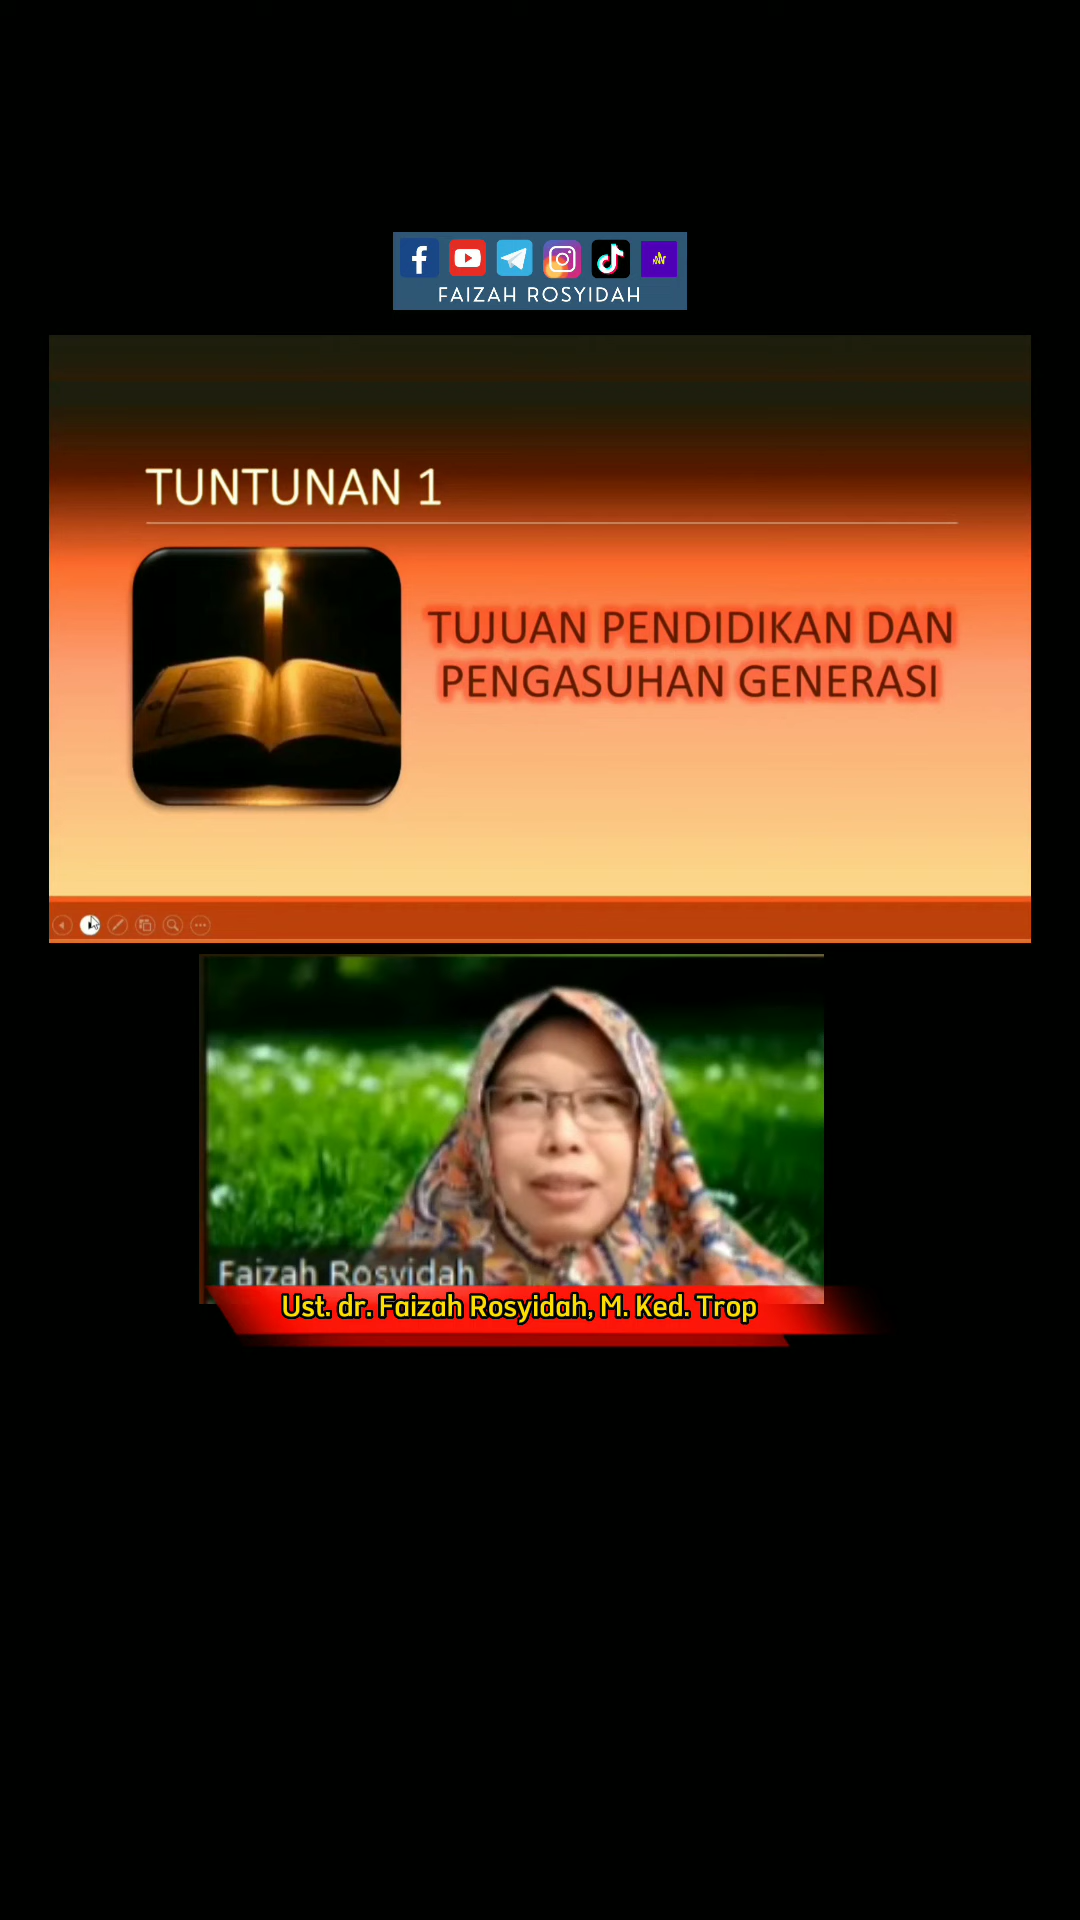 FAIZAH ROSYIDAH
TUNTUNAN 1
TUJUAN PENDIDIKAN DAN
PENGASUHAN GENERASI
Faizah Rosyidah
Ust. dr. Faizah Rosyidah, M. Ked. Trop